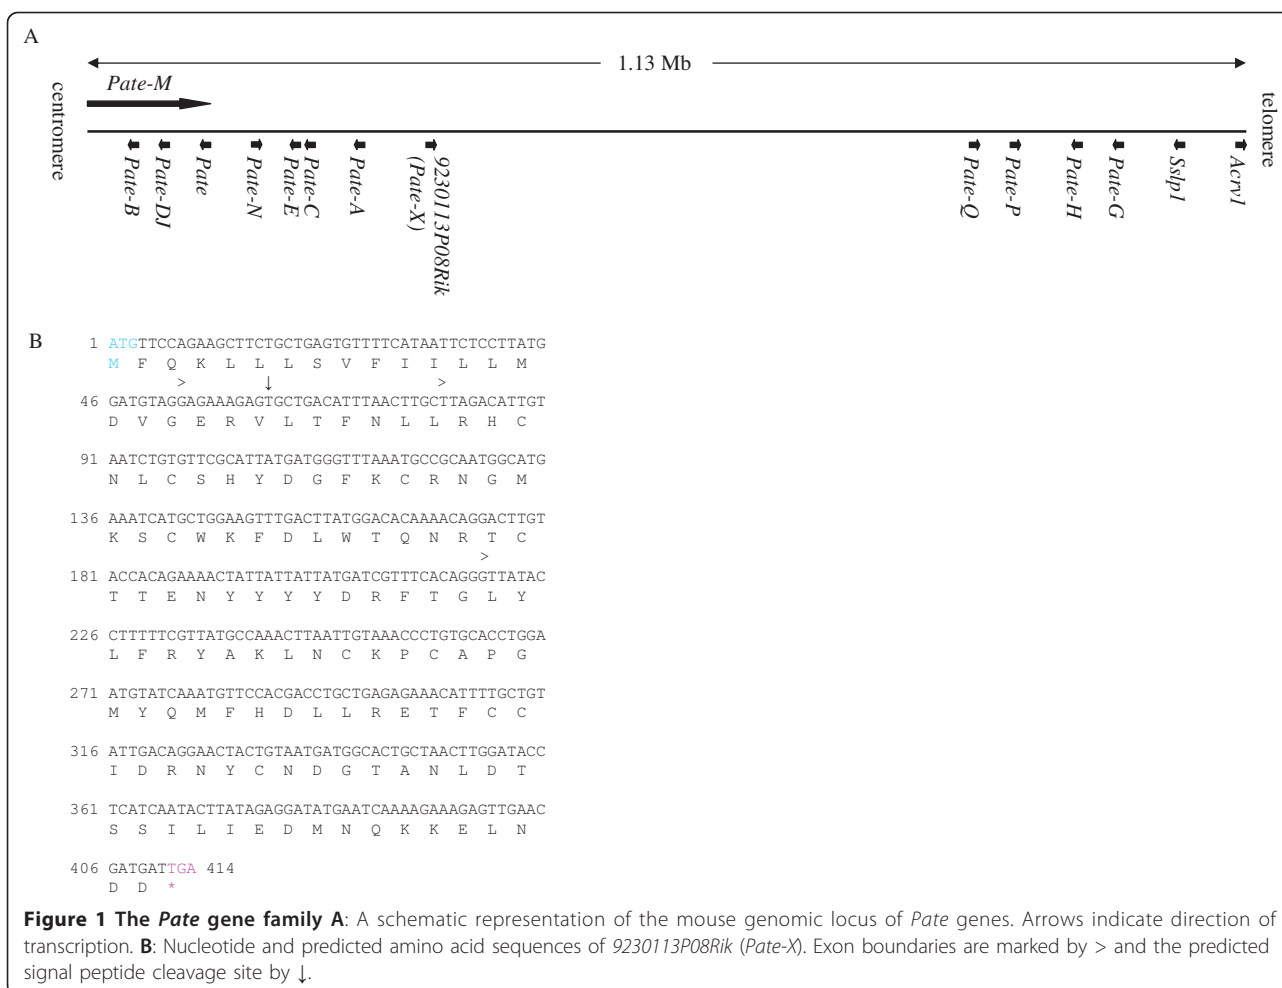 A
1.13 Mb
centromere
Pate-M
telomere
Pate-B
Pate-DJ
Pate
Pate-N
Pate-E
Pate-C
Pate-A
9230113P08Rik
(Pate-X)
Pate-Q
Pate-P
Pate-H
Pate-G
Sslp1
Acrv1
B
1 ATGTTCCAGAAGCTTCTGCTGAGTGTTTTCATAATTCTCCTTATG
M F Q K L L L S V F I I L L M
> ↓ >
46 GATGTAGGAGAAAGAGTGCTGACATTTAACTTGCTTAGACATTGT
D V G E R V L T F N L L R H C
91 AATCTGTGTTCGCATTATGATGGGTTTAAATGCCGCAATGGCATG
N L C S H Y D G F K C R N G M
136 AAATCATGCTGGAAGTTTGACTTATGGACACAAAACAGGACTTGT
K S C W K F D L W T Q N R T C
>
181 ACCACAGAAAACTATTATTATTATGATCGTTTCACAGGGTTATAC
T T E N Y Y Y Y D R F T G L Y
226 CTTTTTCGTTATGCCAAACTTAATTGTAAACCCTGTGCACCTGGA
L F R Y A K L N C K P C A P G
271 ATGTATCAAATGTTCCACGACCTGCTGAGAGAAACATTTTGCTGT
M Y Q M F H D L L R E T F C C
316 ATTGACAGGAACTACTGTAATGATGGCACTGCTAACTTGGATACC
I D R N Y C N D G T A N L D T
361 TCATCAATACTTATAGAGGATATGAATCAAAAGAAAGAGTTGAAC
S S I L I E D M N Q K K E L N
406 GATGATTGA 414
D D *
Figure 1 The Pate gene family A: A schematic representation of the mouse genomic locus of Pate genes. Arrows indicate direction of
transcription. B: Nucleotide and predicted amino acid sequences of 9230113P08Rik (Pate-X). Exon boundaries are marked by > and the predicted
signal peptide cleavage site by ↓.